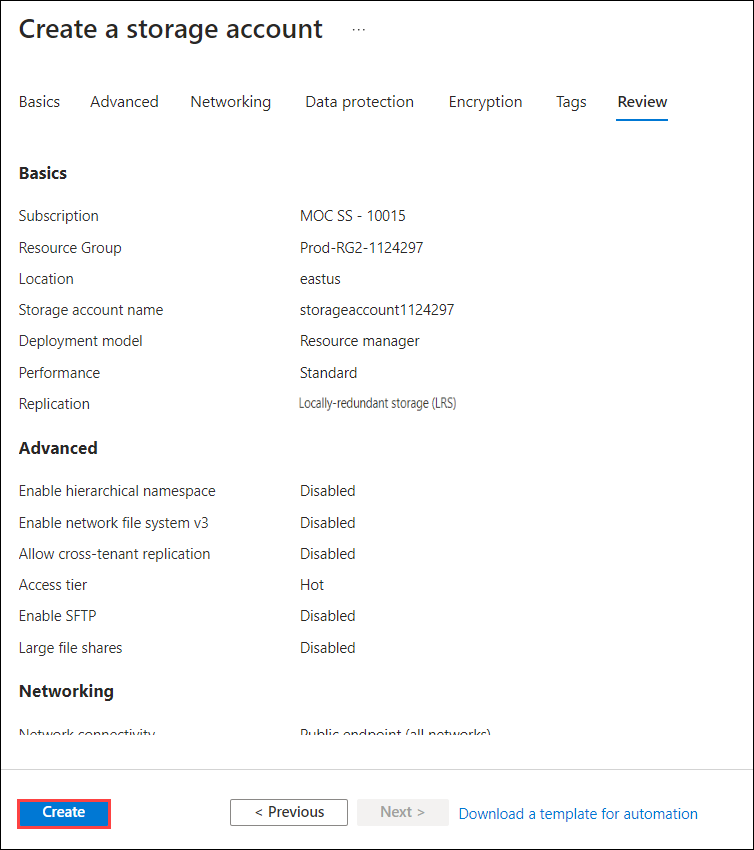 Create a storage account ...
Basics Advanced Networking Data protection Encryption Tags Review
Basics
Subscription MOC SS - 10015
Resource Group Prod-RG2-1124297
Location eastus
Storage account name storageaccount1124297
Deployment model Resource manager
Performance Standard
Replication Locally-redundant storage (LRS)
Advanced
Enable hierarchical namespace Disabled
Enable network file system v3 Disabled
Allow cross-tenant replication Disabled
Access tier Hot
Enable SFTP Disabled
Large file shares Disabled
Networking
Network connectivity Public endpoint (all networks)
Create < Previous Next > Download a template for automation